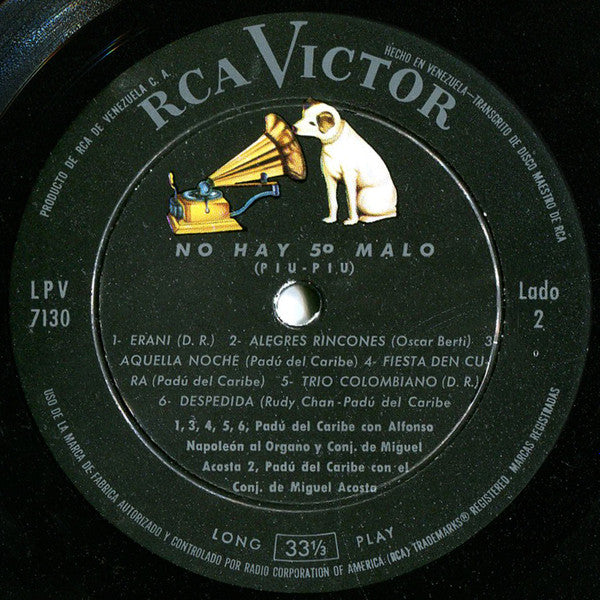 RCA VICTOR
PRODUCTO DE RCA DE VENEZUELA C. A.
HECHO EN VENEZUELA—TRANSCRITO DE DISCO MAESTRO DE RCA
NO HAY 5º MALO
(PIU-PIU)
LPV
7130
Lado
2
1- ERANI (D. R.) 2- ALEGRES RINCONES (Oscar Berti) 3-
AQUELLA NOCHE (Padú del Caribe) 4- FIESTA DEN CU-
RA (Padú del Caribe) 5- TRIO COLOMBIANO (D. R.)
6- DESPEDIDA (Rudy Chan-Padú del Caribe
1, 3, 4, 5, 6; Padú del Caribe con Alfonso
Napoleón al Organo y Conj. de Miguel
Acosta 2, Padú del Caribe con el
Conj. de Miguel Acosta
LONG 33⅓ PLAY
USO DE LA MARCA DE-FABRICA AUTORIZADO Y CONTROLADO POR RADIO CORPORATION OF AMERICA-(RCA) TRADEMARKS® REGISTERED. MARCAS REGISTRADAS